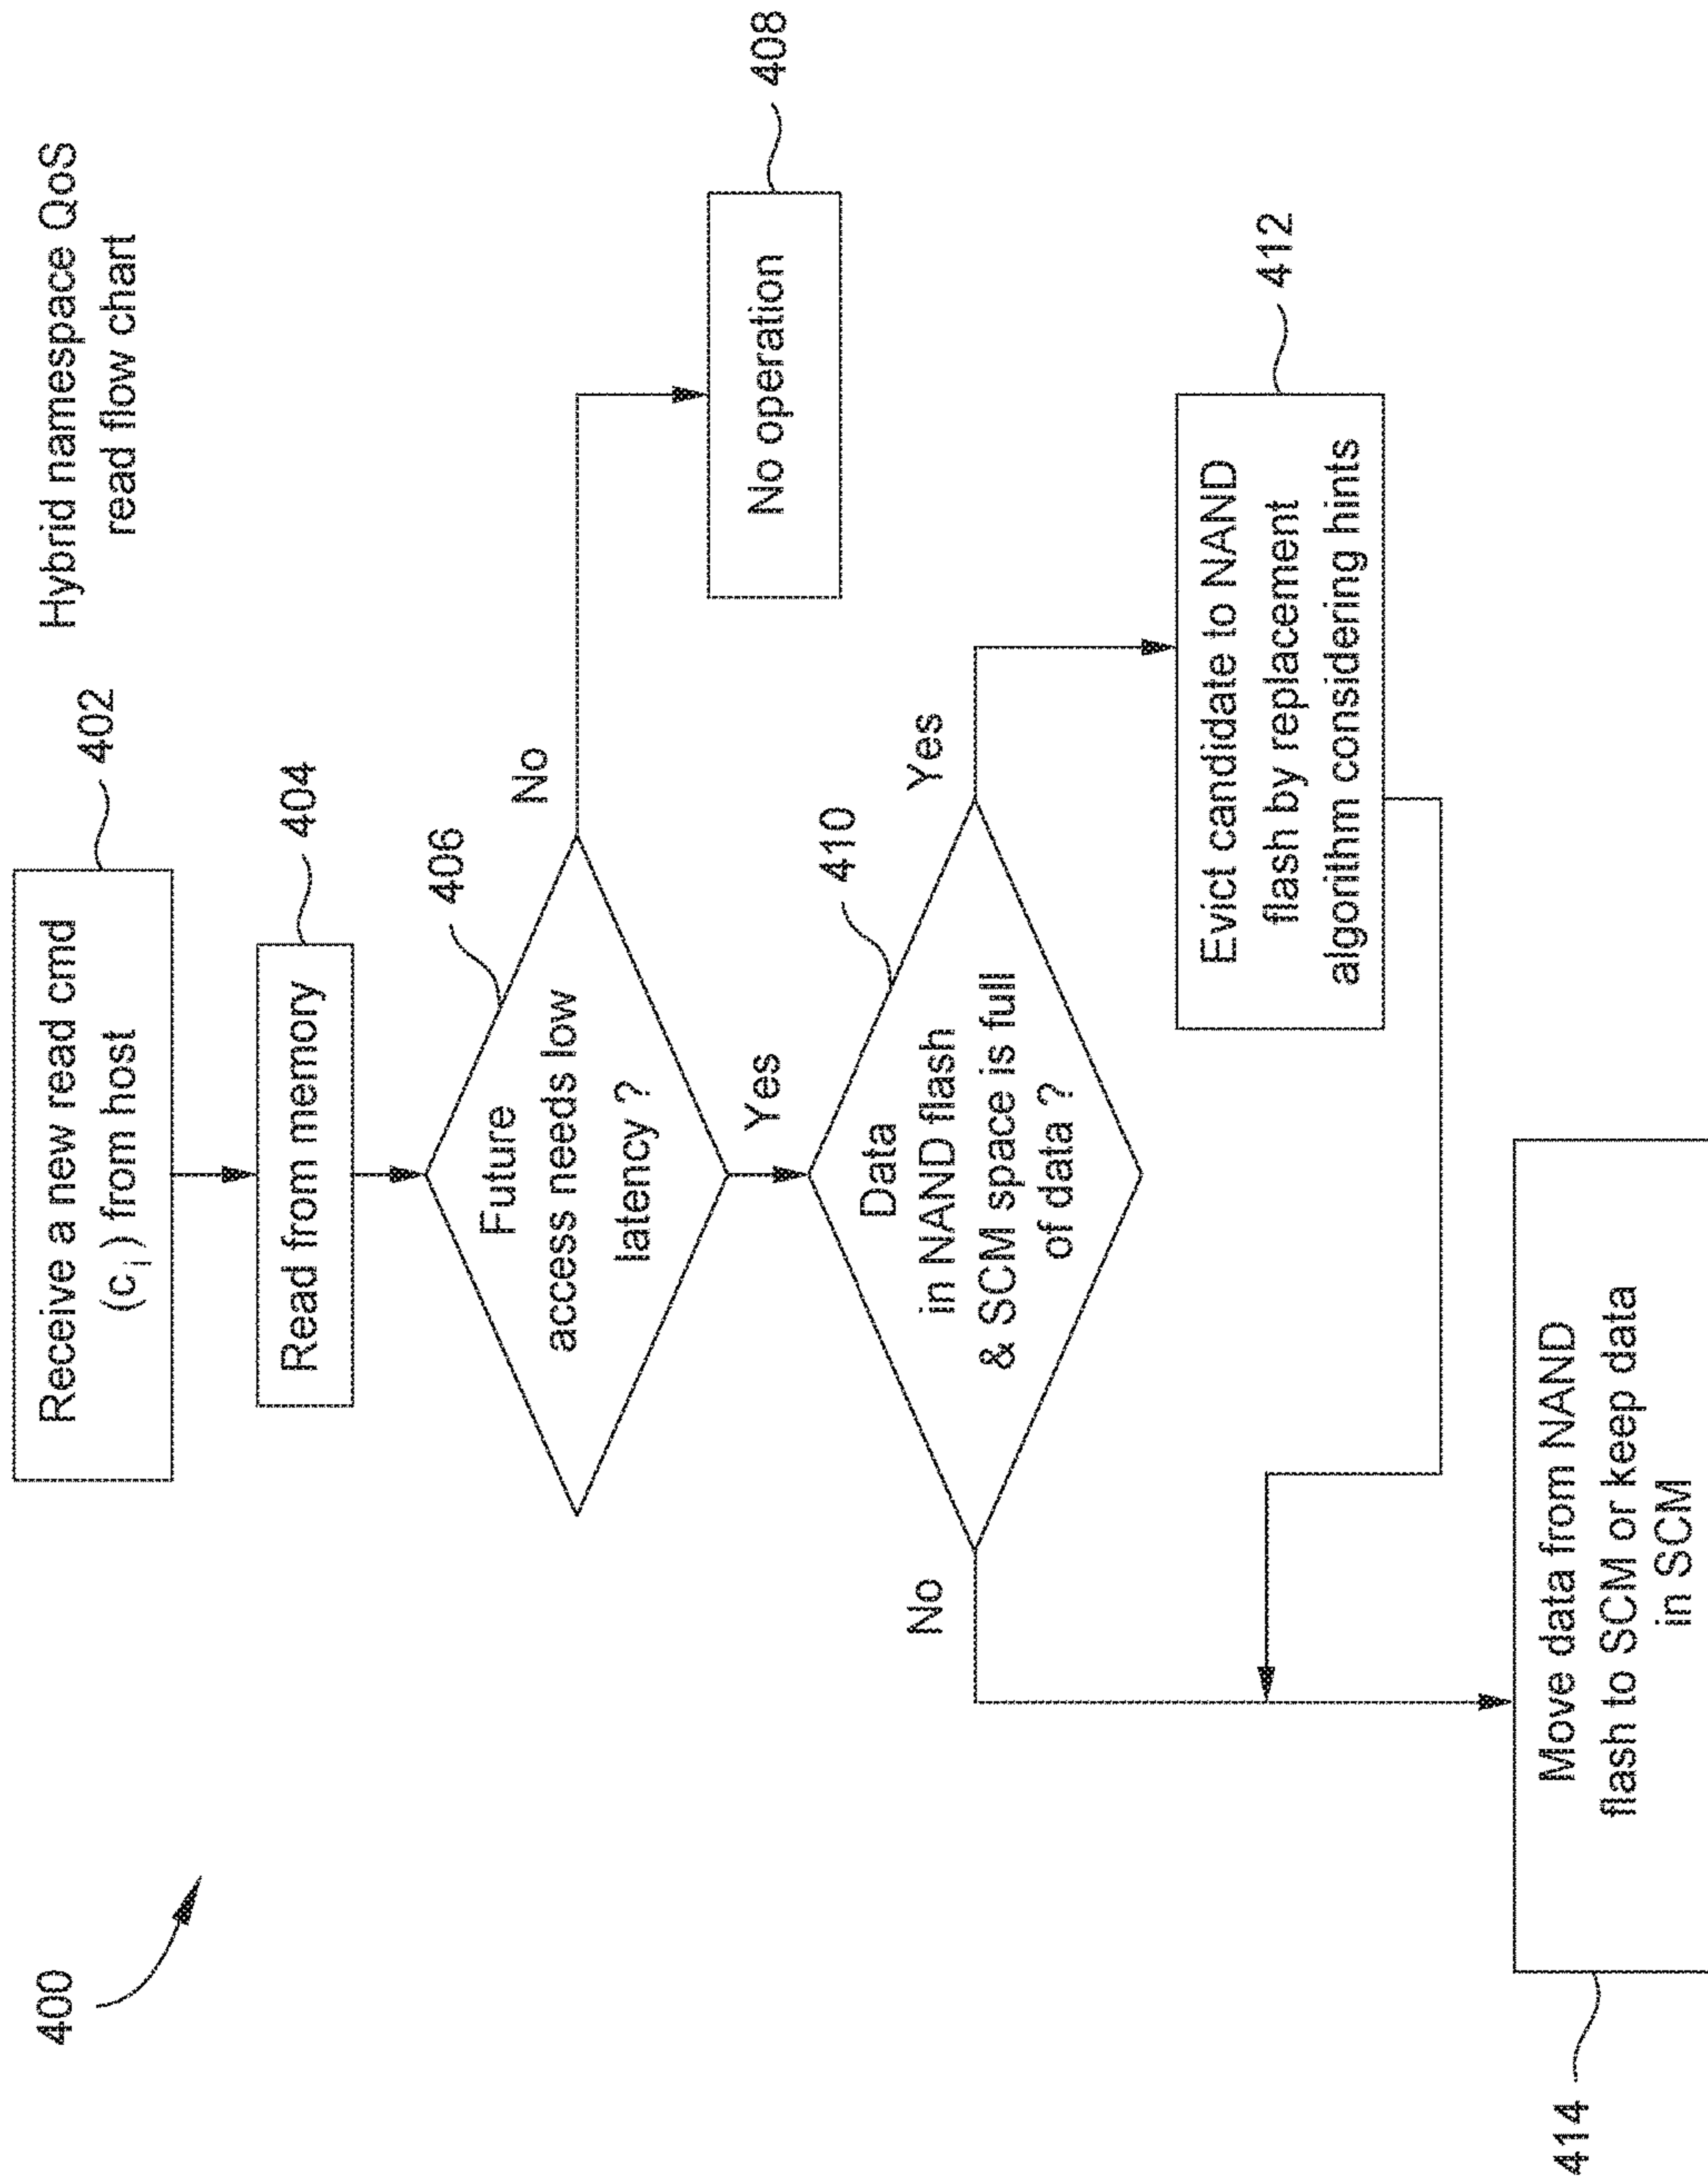 400
Hybrid namespace QoS
read flow chart
Receive a new read cmd
(ci) from host
402
Read from memory
404
Future
access needs low
latency ?
406
No
Yes
No operation
408
Data
in NAND flash
& SCM space is full
of data ?
410
No
Yes
Evict candidate to NAND
flash by replacement
algorithm considering hints
412
Move data from NAND
flash to SCM or keep data
in SCM
414